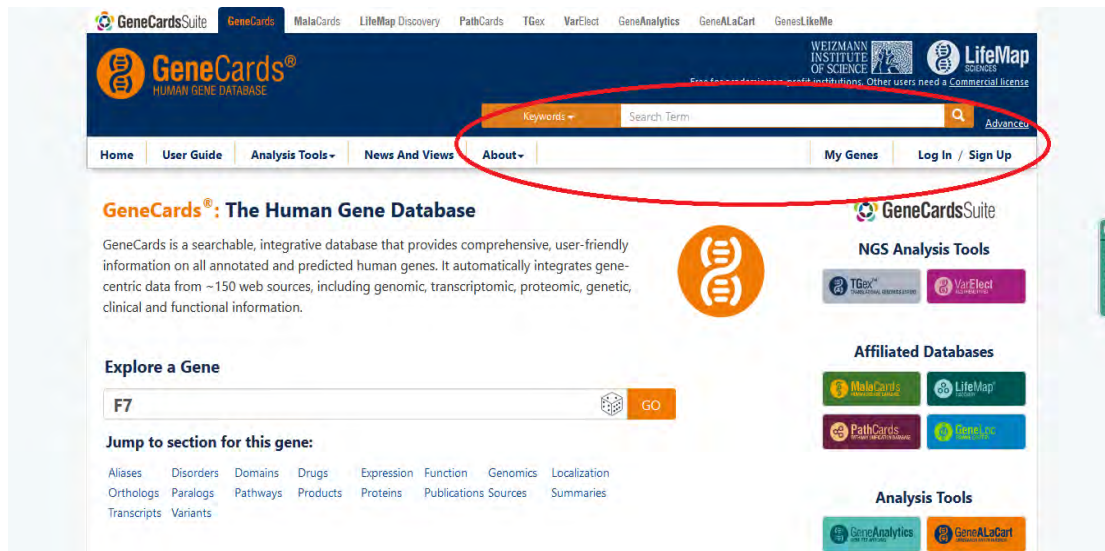 GeneCardsSuite GeneCards MalaCards LifeMap Discovery PathCards TGex VarElect GeneAnalytics GeneALaCart GenesLikeMe
GeneCards®
HUMAN GENE DATABASE
WEIZMANN
INSTITUTE
OF SCIENCE
LifeMap
SCIENCES
Free for academic non-profit institutions. Other users need a Commercial license
Keywords Search Term
Advanced
Home User Guide Analysis Tools News And Views About My Genes Log In / Sign Up
GeneCards®: The Human Gene Database
GeneCards is a searchable, integrative database that provides comprehensive, user-friendly
information on all annotated and predicted human genes. It automatically integrates gene-
centric data from ~150 web sources, including genomic, transcriptomic, proteomic, genetic,
clinical and functional information.
Explore a Gene
F7 GO
Jump to section for this gene:
Aliases Disorders Domains Drugs Expression Function Genomics Localization
Orthologs Paralogs Pathways Products Proteins Publications Sources Summaries
Transcripts Variants
GeneCardsSuite
NGS Analysis Tools
TGex™ VarElect
Affiliated Databases
MalaCards LifeMap®
PathCards GeneLoc
Analysis Tools
GeneAnalytics GeneALaCart